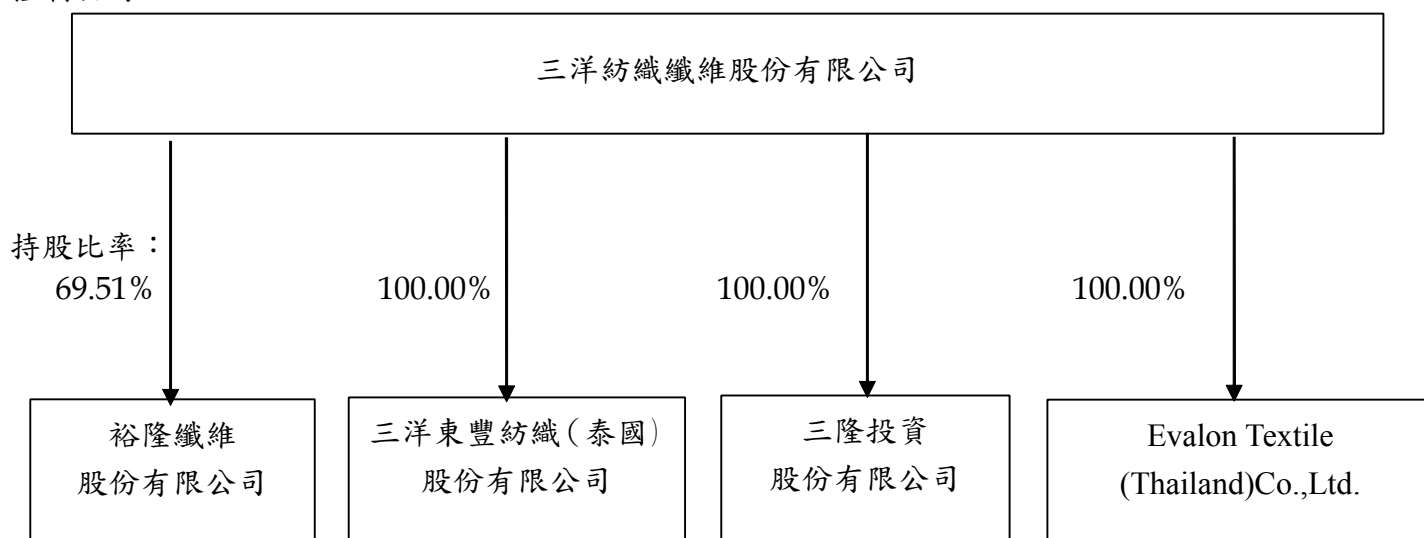 三洋紡織纖維股份有限公司
持股比率：
69.51%
100.00%
100.00%
100.00%
裕隆纖維
股份有限公司
三洋東豐紡織（泰國）
股份有限公司
三隆投資
股份有限公司
Evalon Textile
(Thailand)Co.,Ltd.